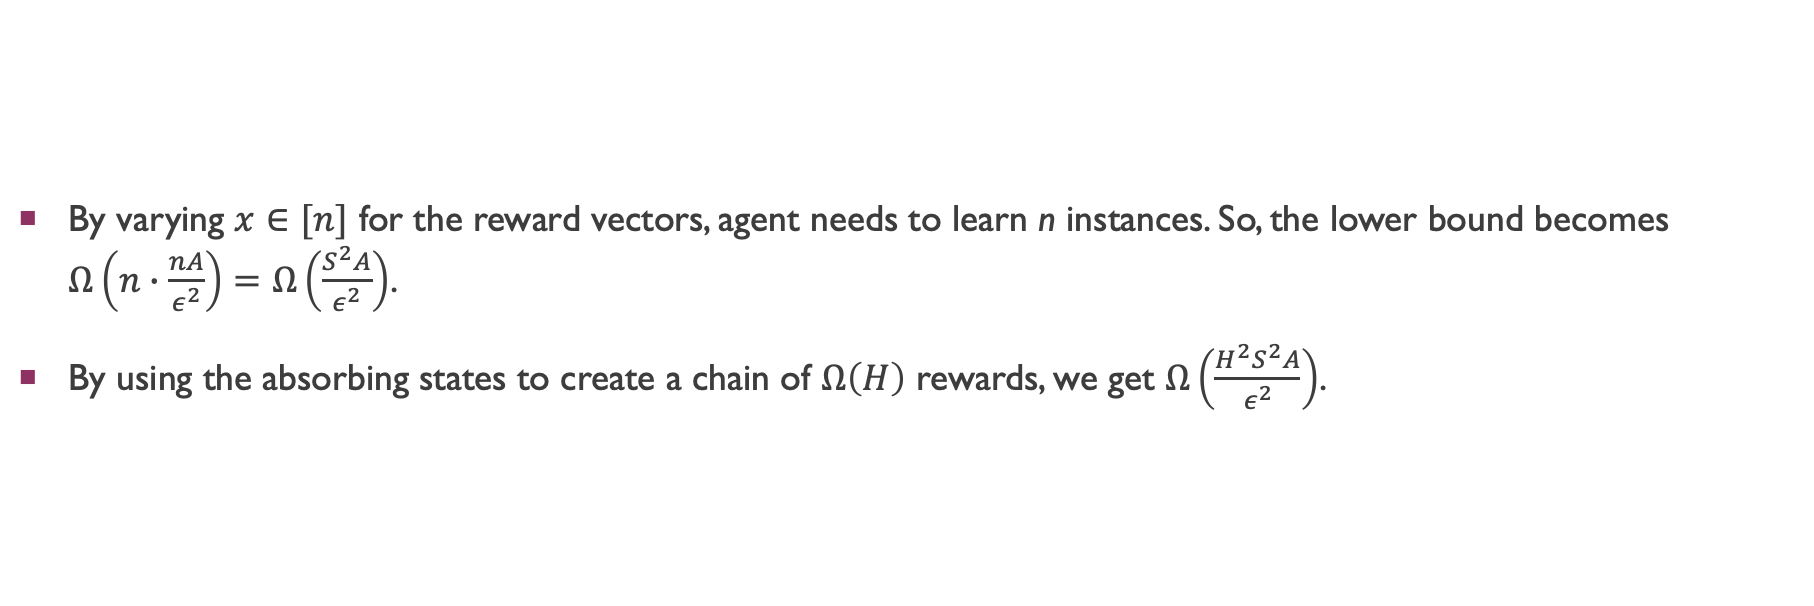 ▪ By varying 𝑥 ∈ [𝑛] for the reward vectors, agent needs to learn n instances. So, the lower bound becomes
Ω(𝑛 · 𝑛𝐴/𝜖²) = Ω(𝑆²𝐴/𝜖²).
▪ By using the absorbing states to create a chain of Ω(𝐻) rewards, we get Ω(𝐻²𝑆²𝐴/𝜖²).